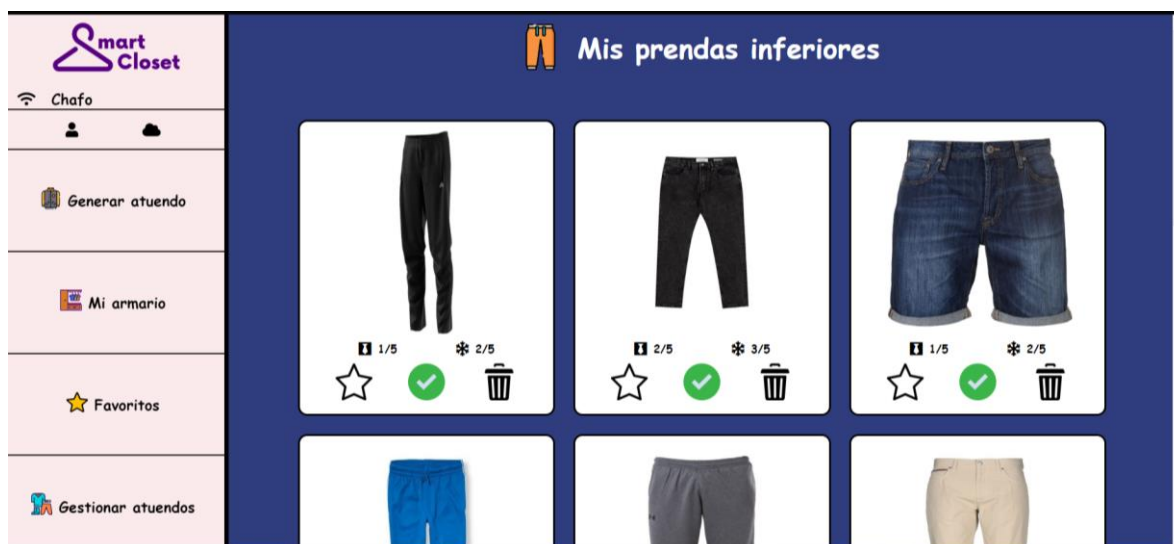 Smart
Closet
Chafo
Generar atuendo
Mi armario
Favoritos
Gestionar atuendos
Mis prendas inferiores
1/5 2/5
2/5 3/5
1/5 2/5